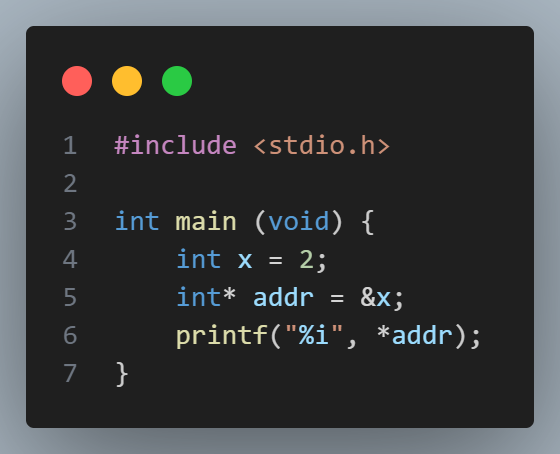 1 #include <stdio.h>
2
3 int main (void) {
4     int x = 2;
5     int* addr = &x;
6     printf("%i", *addr);
7 }